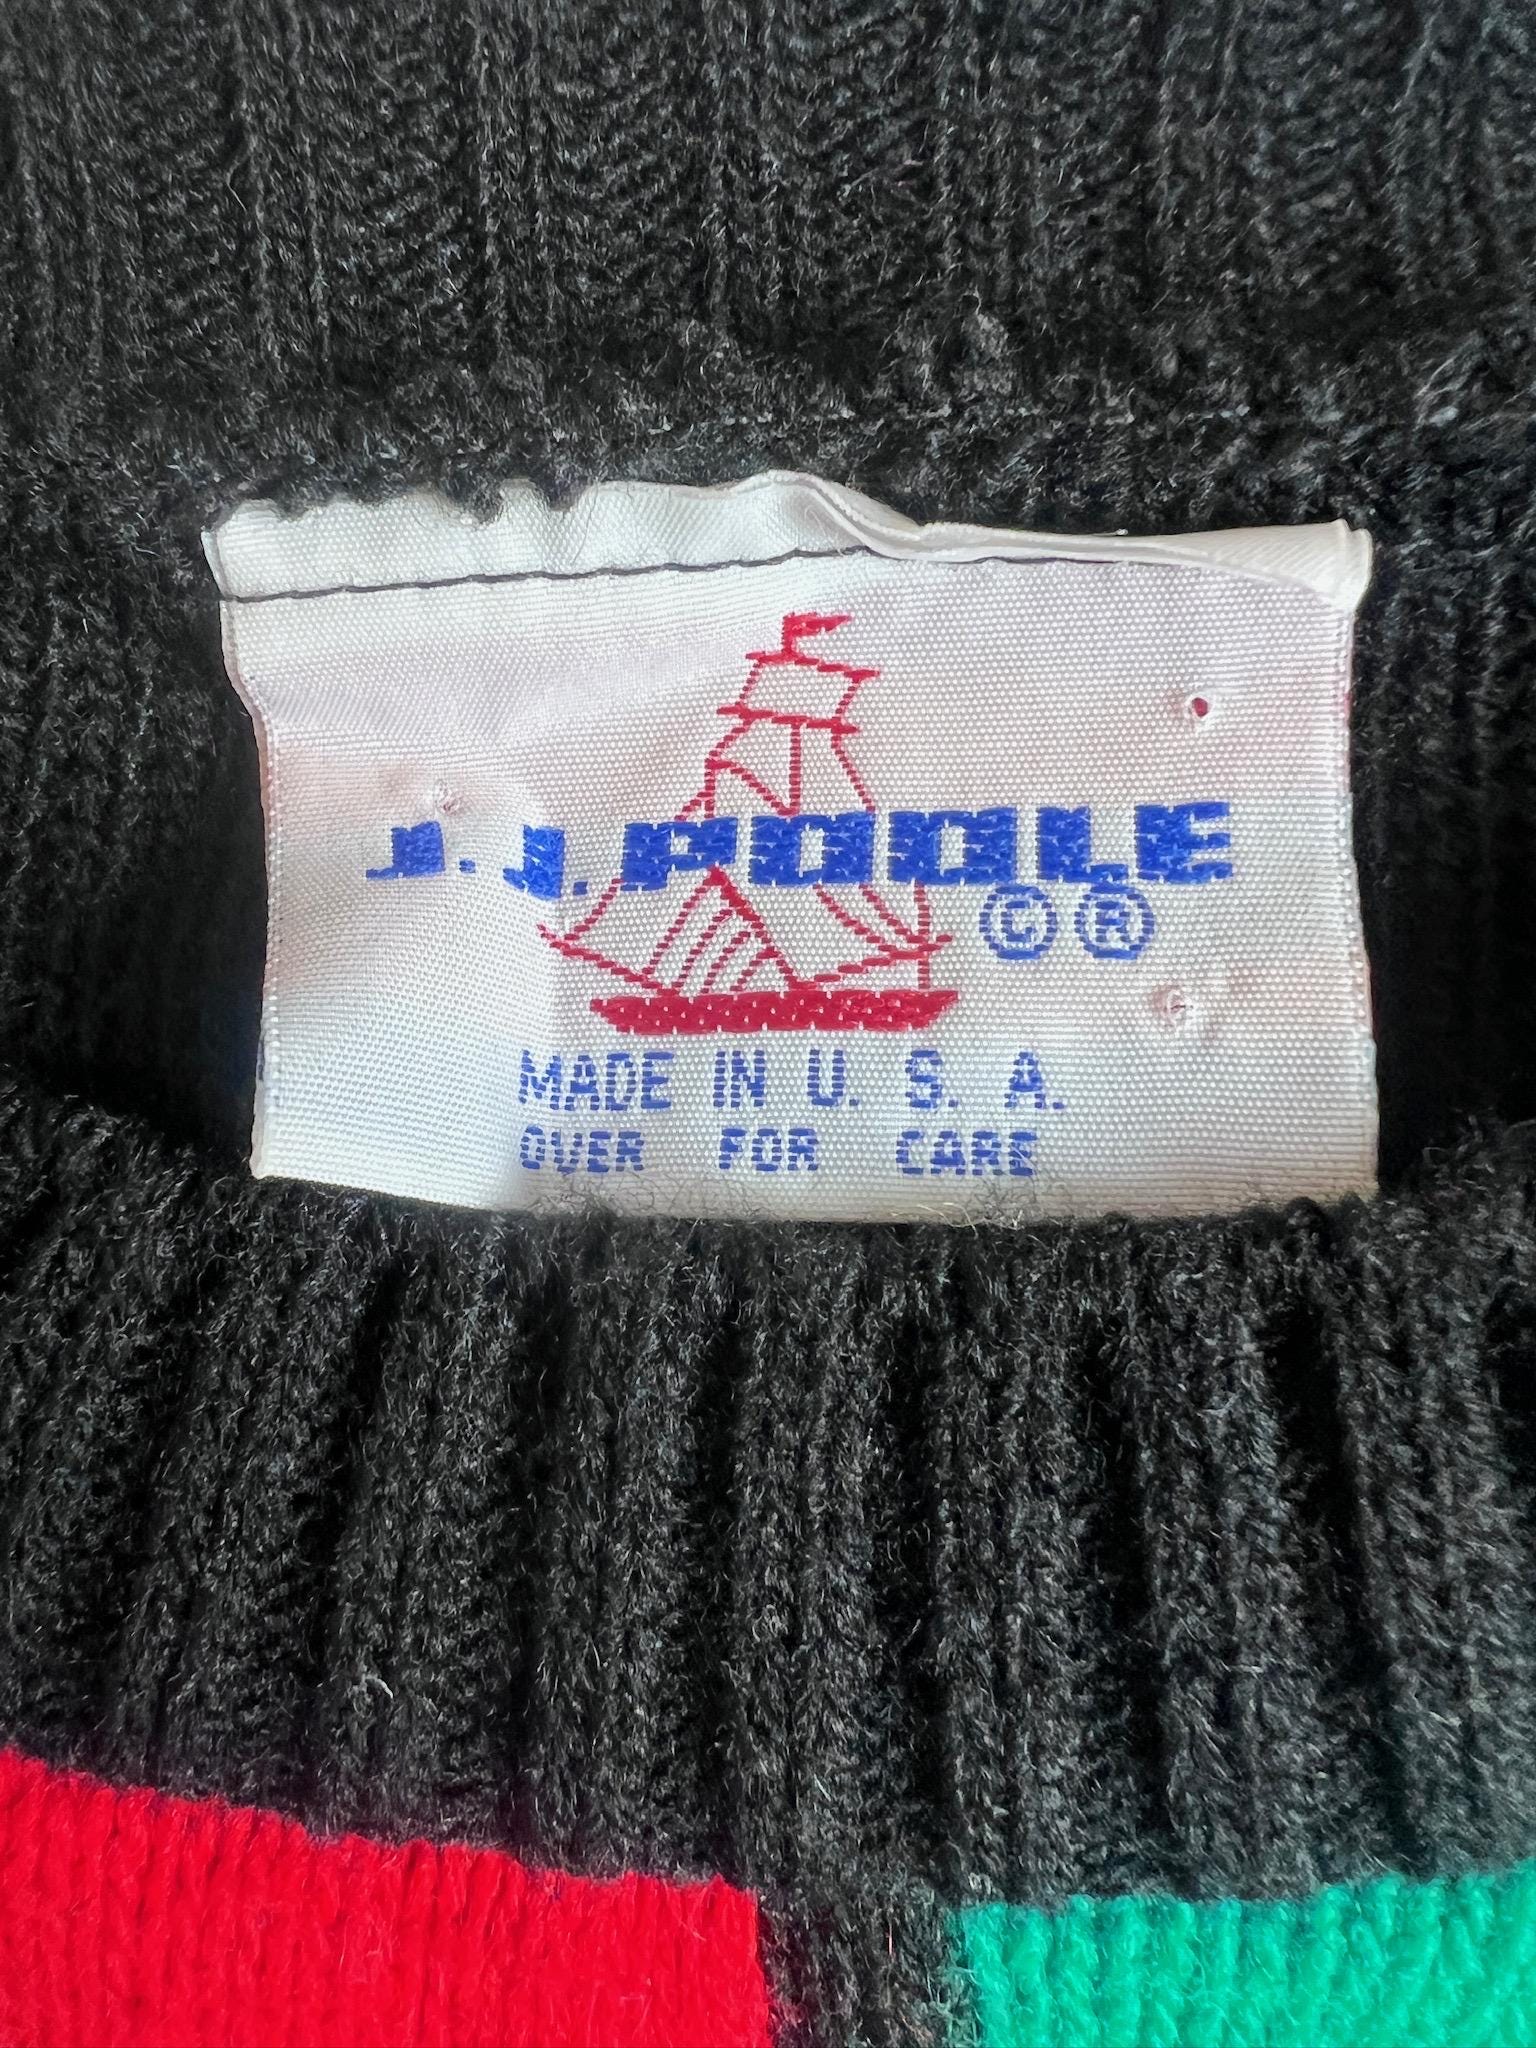 J.J.POOLE
©®
MADE IN U. S. A.
OVER FOR CARE